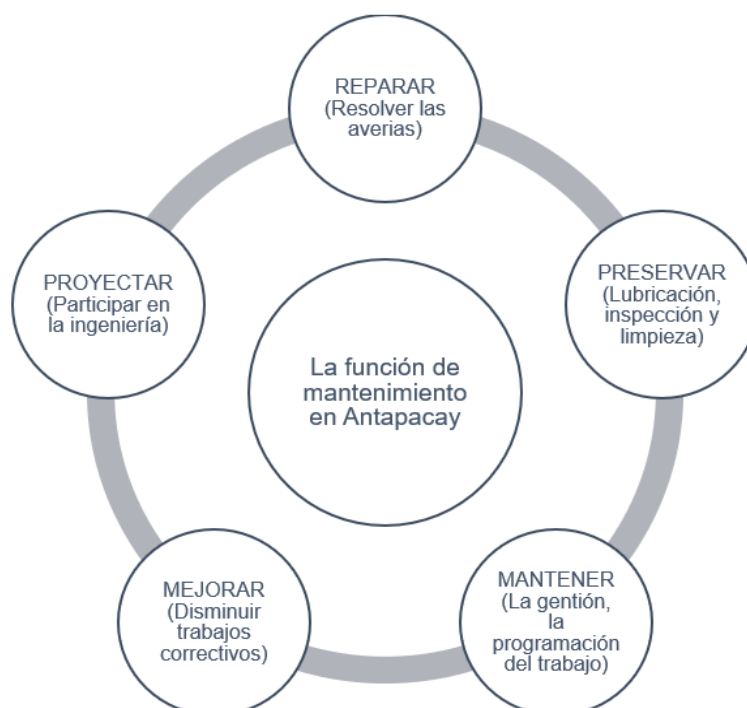 REPARAR
(Resolver las
averias)
PRESERVAR
(Lubricación,
inspección y
limpieza)
MANTENER
(La gentión,
la
programación
del trabajo)
MEJORAR
(Disminuir
trabajos
correctivos)
PROYECTAR
(Participar en
la ingeniería)
La función de
mantenimiento
en Antapacay